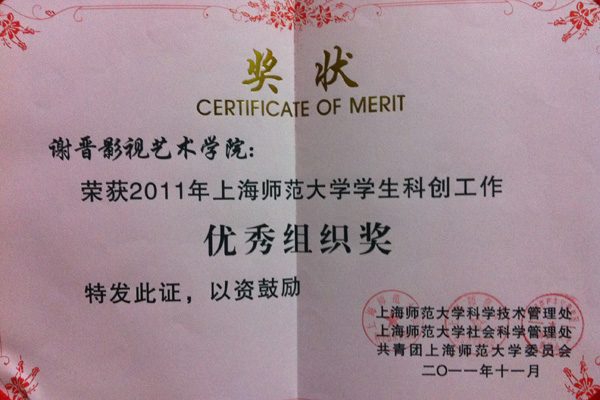 奖状
CERTIFICATE OF MERIT
谢晋影视艺术学院：
荣获2011年上海师范大学学生科创工作
优秀组织奖
特发此证，以资鼓励
上海师范大学科学技术管理处
上海师范大学社会科学管理处
共青团上海师范大学委员会
二〇一一年十一月